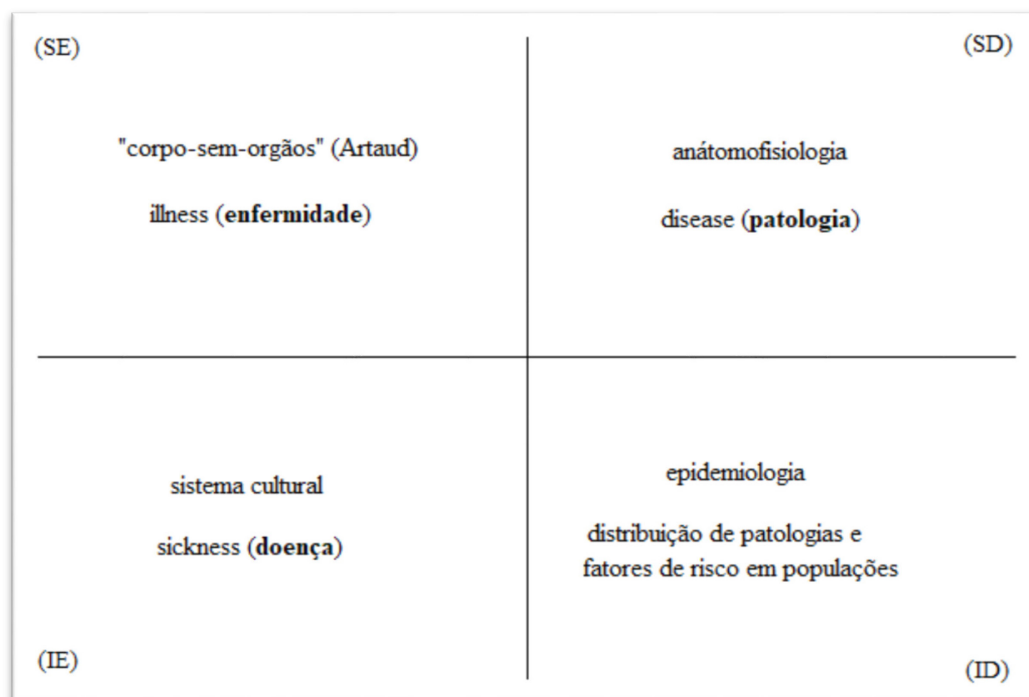 (SE)
(SD)
"corpo-sem-orgãos" (Artaud)
illness (enfermidade)
anátomofisiologia
disease (patologia)
sistema cultural
sickness (doença)
epidemiologia
distribuição de patologias e
fatores de risco em populações
(IE)
(ID)